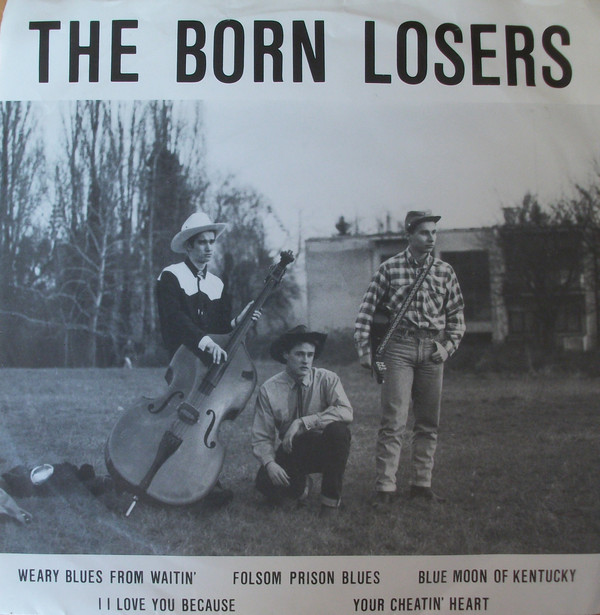 THE BORN LOSERS
WEARY BLUES FROM WAITIN' FOLSOM PRISON BLUES BLUE MOON OF KENTUCKY
I I LOVE YOU BECAUSE YOUR CHEATIN' HEART